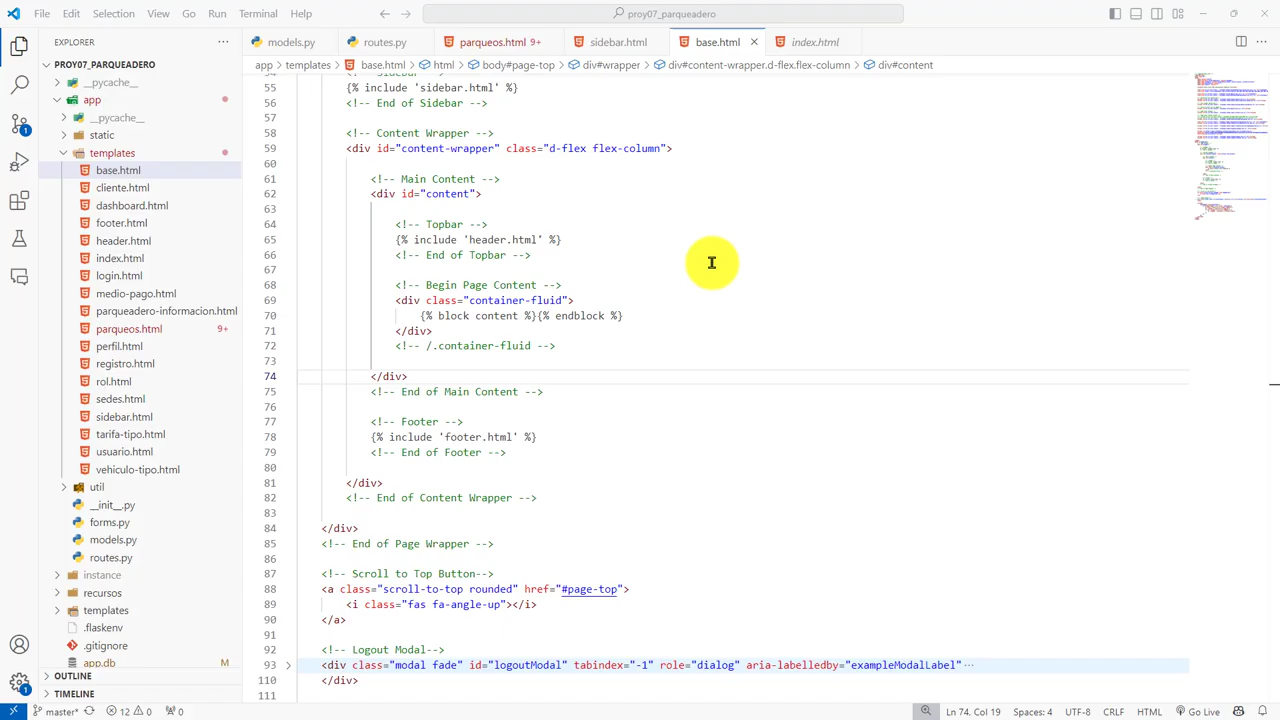 File Edit Selection View Go Run Terminal Help
proy07_parqueadero
EXPLORER
models.py
routes.py
parqueos.html 9+
sidebar.html
base.html
index.html
app > templates > base.html > html > body#page-top > div#wrapper > div#content-wrapper.d-flex.flex-column > div#content
PROY07_PARQUEADERO
__pycache__
app
__pycache__
static
templates
base.html
cliente.html
dashboard.html
footer.html
header.html
index.html
login.html
medio-pago.html
parqueadero-informacion.html
parqueos.html 9+
perfil.html
registro.html
rol.html
sedes.html
sidebar.html
tarifa-tipo.html
usuario.html
vehiculo-tipo.html
util
__init__.py
forms.py
models.py
routes.py
instance
recursos
templates
.flaskenv
.gitignore
app.db M
OUTLINE
TIMELINE
54 <!-- Sidebar -->
55 {% include 'sidebar.html' %}
56 <!-- End of Sidebar -->
57
58 <!-- Content Wrapper -->
59 <div id="content-wrapper" class="d-flex flex-column">
60
61 <!-- Main Content -->
62 <div id="content">
63
64 <!-- Topbar -->
65 {% include 'header.html' %}
66 <!-- End of Topbar -->
67
68 <!-- Begin Page Content -->
69 <div class="container-fluid">
70 {% block content %}{% endblock %}
71 </div>
72 <!-- /.container-fluid -->
73
74 </div>
75 <!-- End of Main Content -->
76
77 <!-- Footer -->
78 {% include 'footer.html' %}
79 <!-- End of Footer -->
80
81 </div>
82 <!-- End of Content Wrapper -->
83
84 </div>
85 <!-- End of Page Wrapper -->
86
87 <!-- Scroll to Top Button-->
88 <a class="scroll-to-top rounded" href="#page-top">
89 <i class="fas fa-angle-up"></i>
90 </a>
91
92 <!-- Logout Modal-->
93 <div class="modal fade" id="logoutModal" tabindex="-1" role="dialog" aria-labelledby="exampleModalLabel"···
110 </div>
111
master* 12 0 0
Ln 74, Col 19 Spaces: 4 UTF-8 CRLF HTML Go Live